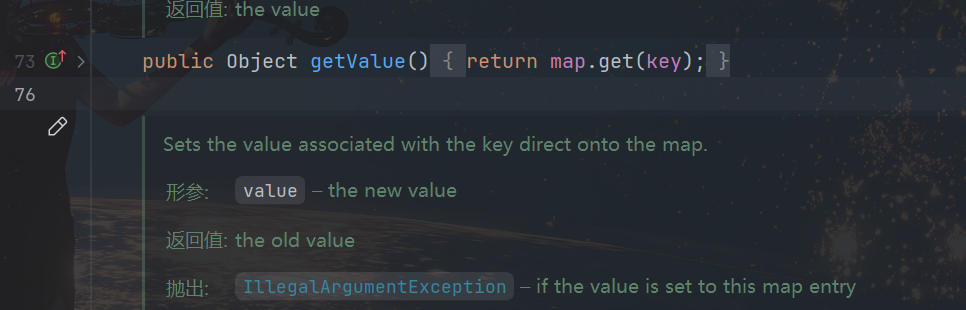 返回值: the value
73 public Object getValue() { return map.get(key); }
76
Sets the value associated with the key direct onto the map.
形参: value – the new value
返回值: the old value
抛出: IllegalArgumentException – if the value is set to this map entry